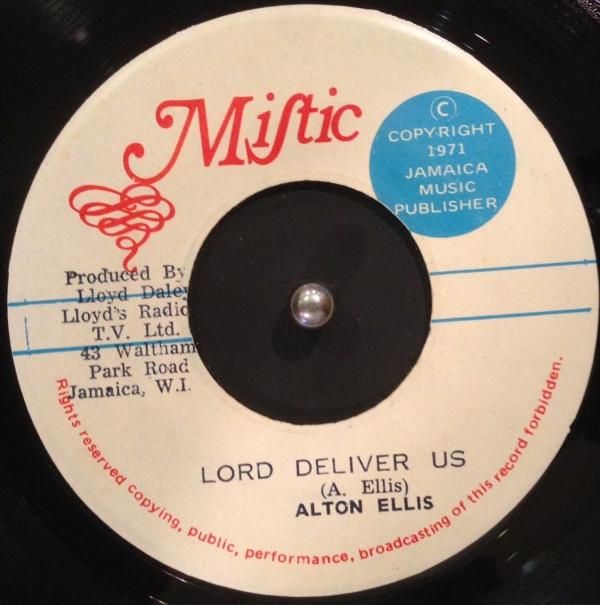 Miſtic
©
COPYRIGHT
1971
JAMAICA
MUSIC
PUBLISHER
Produced By
Lloyd Daley
Lloyd's Radio
T.V. Ltd.
43 Waltham
Park Road
Jamaica, W.I.
LORD DELIVER US
(A. Ellis)
ALTON ELLIS
Rights reserved copying, public, performance, broadcasting of this record forbidden.